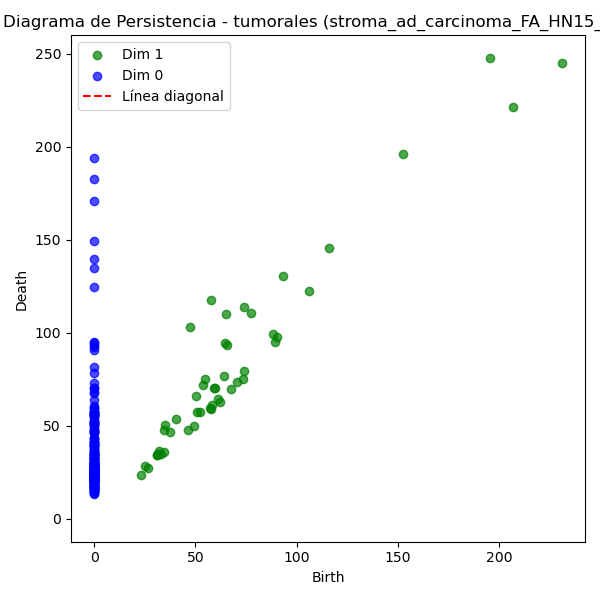 Diagrama de Persistencia - tumorales (stroma_ad_carcinoma_FA_HN15_
250
200
150
100
50
0
Death
Dim 1
Dim 0
Línea diagonal
0 50 100 150 200
Birth